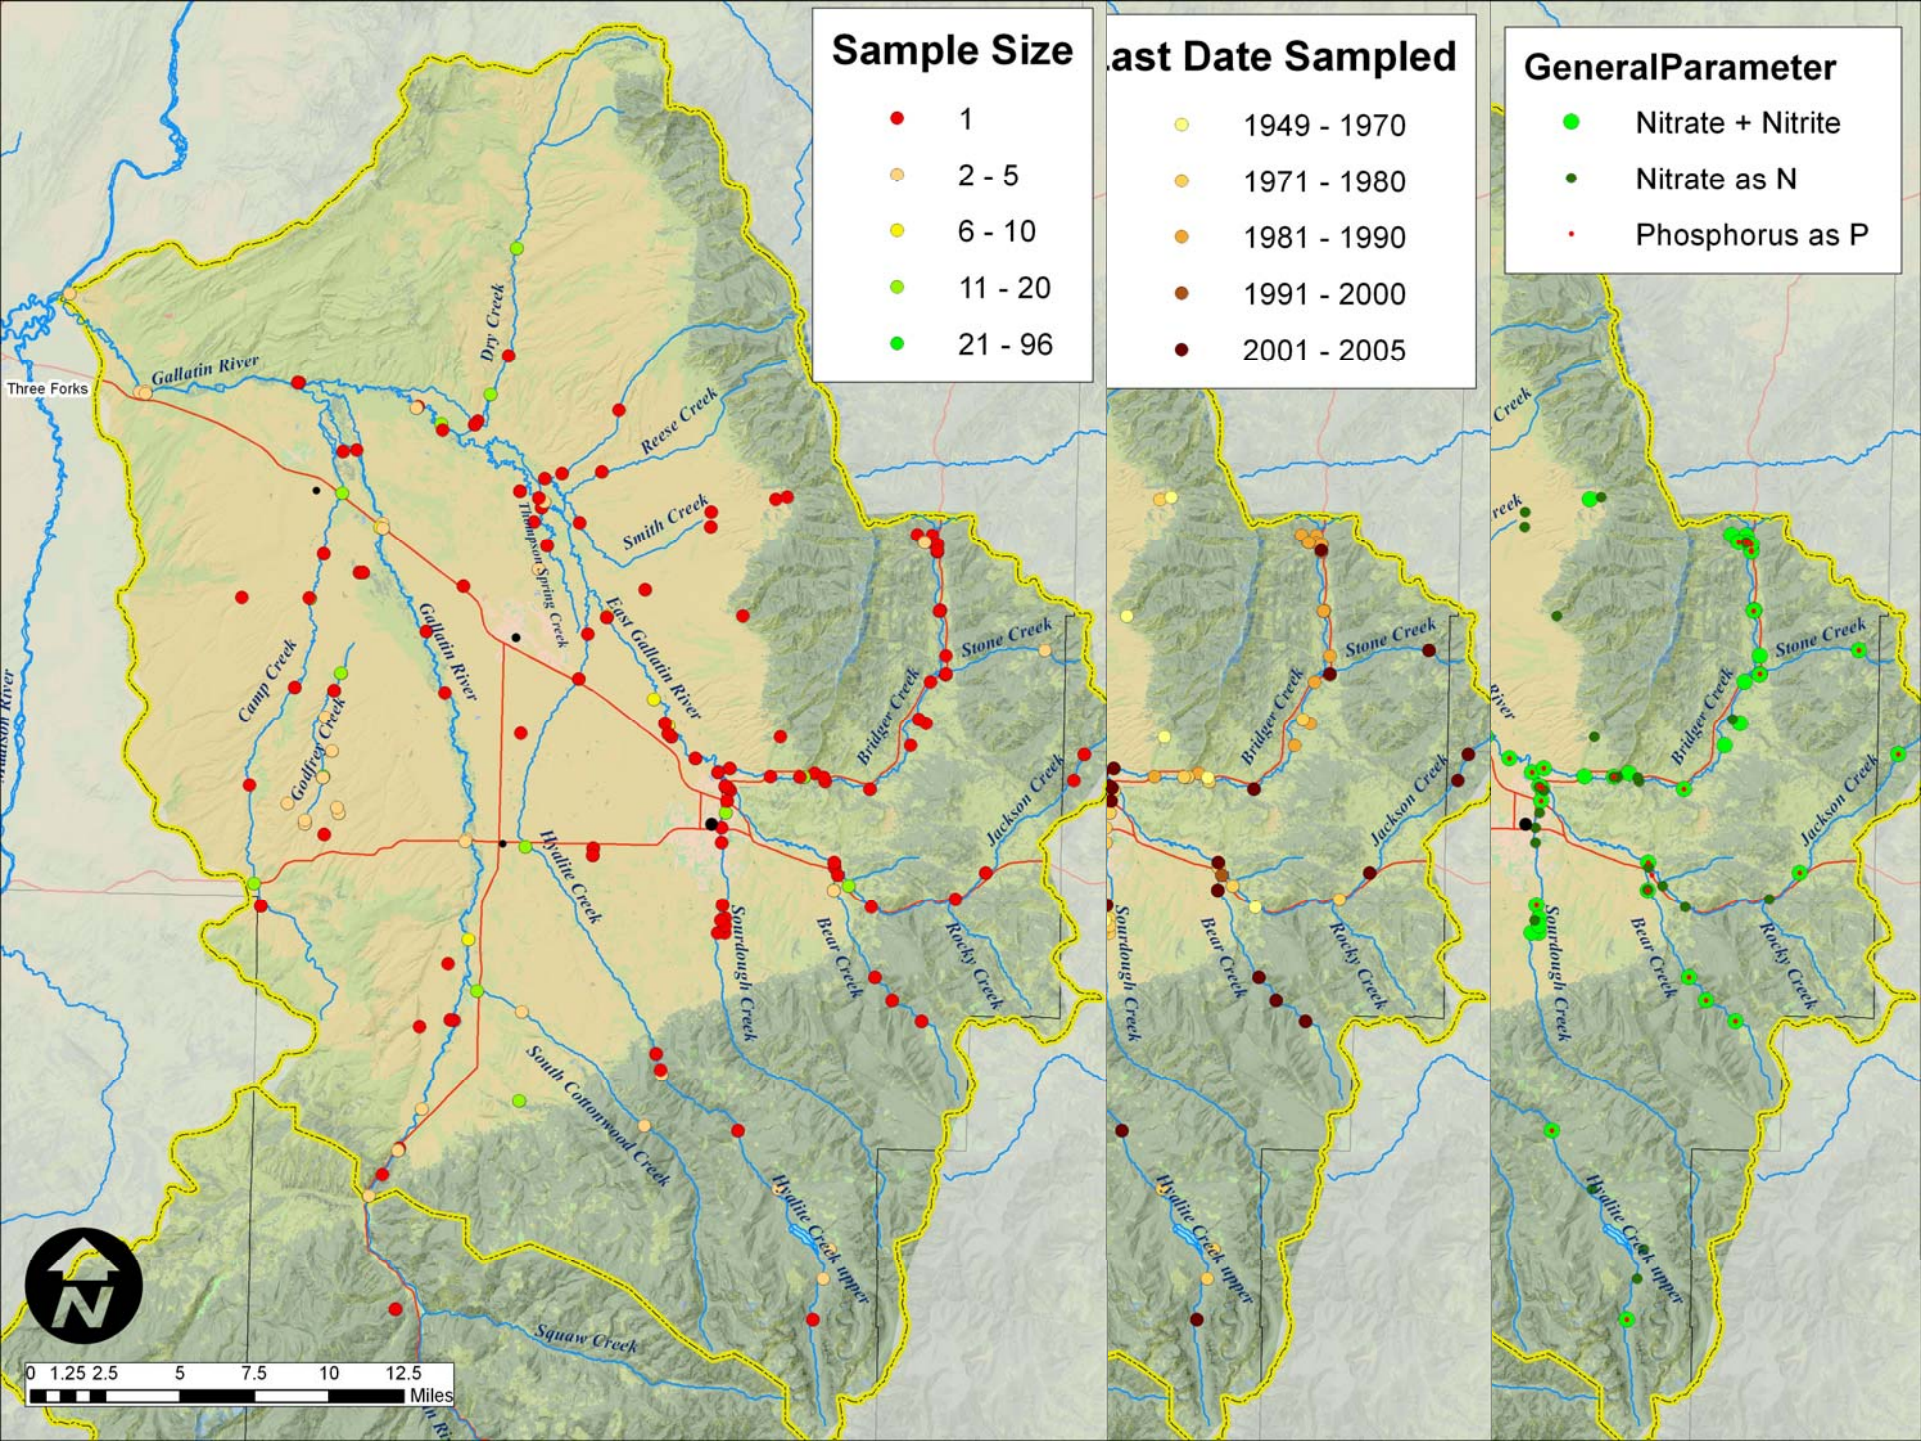 Sample Size
1
2 - 5
6 - 10
11 - 20
21 - 96
ast Date Sampled
1949 - 1970
1971 - 1980
1981 - 1990
1991 - 2000
2001 - 2005
GeneralParameter
Nitrate + Nitrite
Nitrate as N
Phosphorus as P
Dry Creek
Gallatin River
Three Forks
Reese Creek
Smith Creek
Thompson Spring Creek
East Gallatin River
Gallatin River
Camp Creek
Godfrey Creek
Stone Creek
Bridger Creek
Jackson Creek
Hyalite Creek
Sourdough Creek
Bear Creek
Rocky Creek
South Cottonwood Creek
Hyalite Creek upper
Squaw Creek
N
0 1.25 2.5 5 7.5 10 12.5
Miles
Stone Creek
Bridger Creek
Jackson Creek
Sourdough Creek
Bear Creek
Rocky Creek
Hyalite Creek upper
Creek
reek
River
Stone Creek
Bridger Creek
Jackson Creek
Sourdough Creek
Bear Creek
Rocky Creek
Hyalite Creek upper